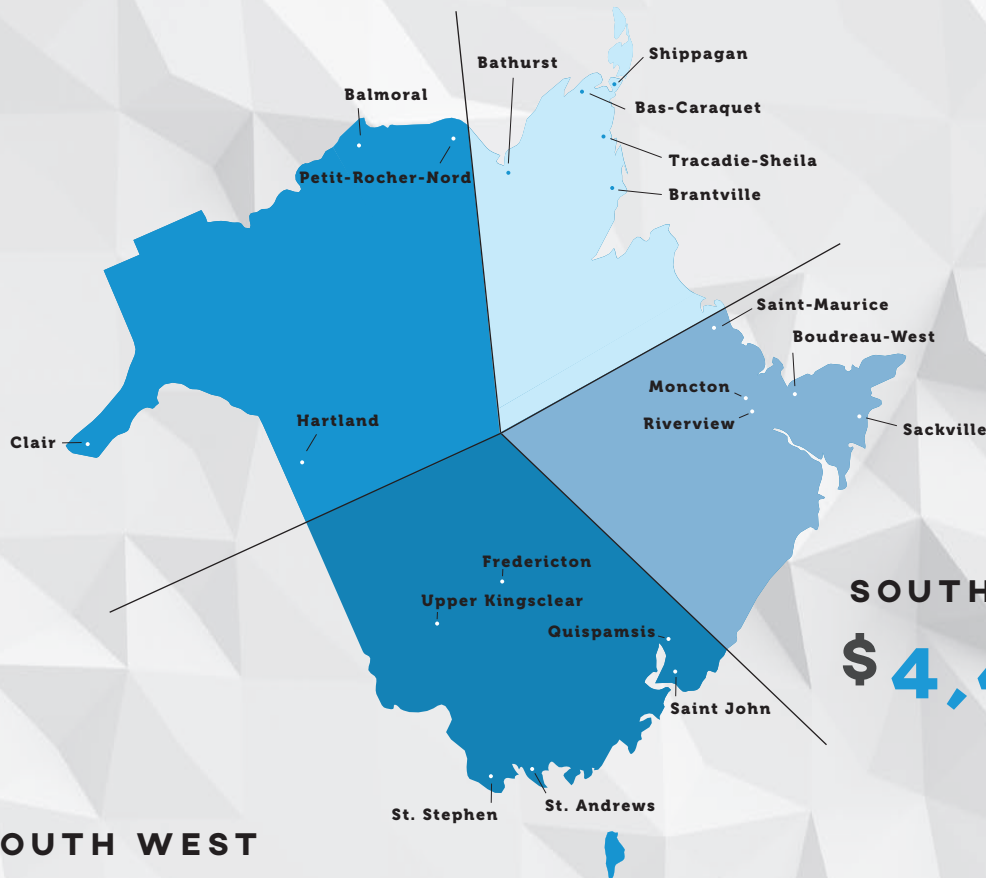 Shippagan
Bathurst
Balmoral
Bas-Caraquet
Tracadie-Sheila
Petit-Rocher-Nord
Brantville
Saint-Maurice
Boudreau-West
Moncton
Hartland
Riverview
Sackville
Clair
Fredericton
SOUTH
Upper Kingsclear
Quispamsis
$4,
Saint John
St. Andrews
St. Stephen
OUTH WEST